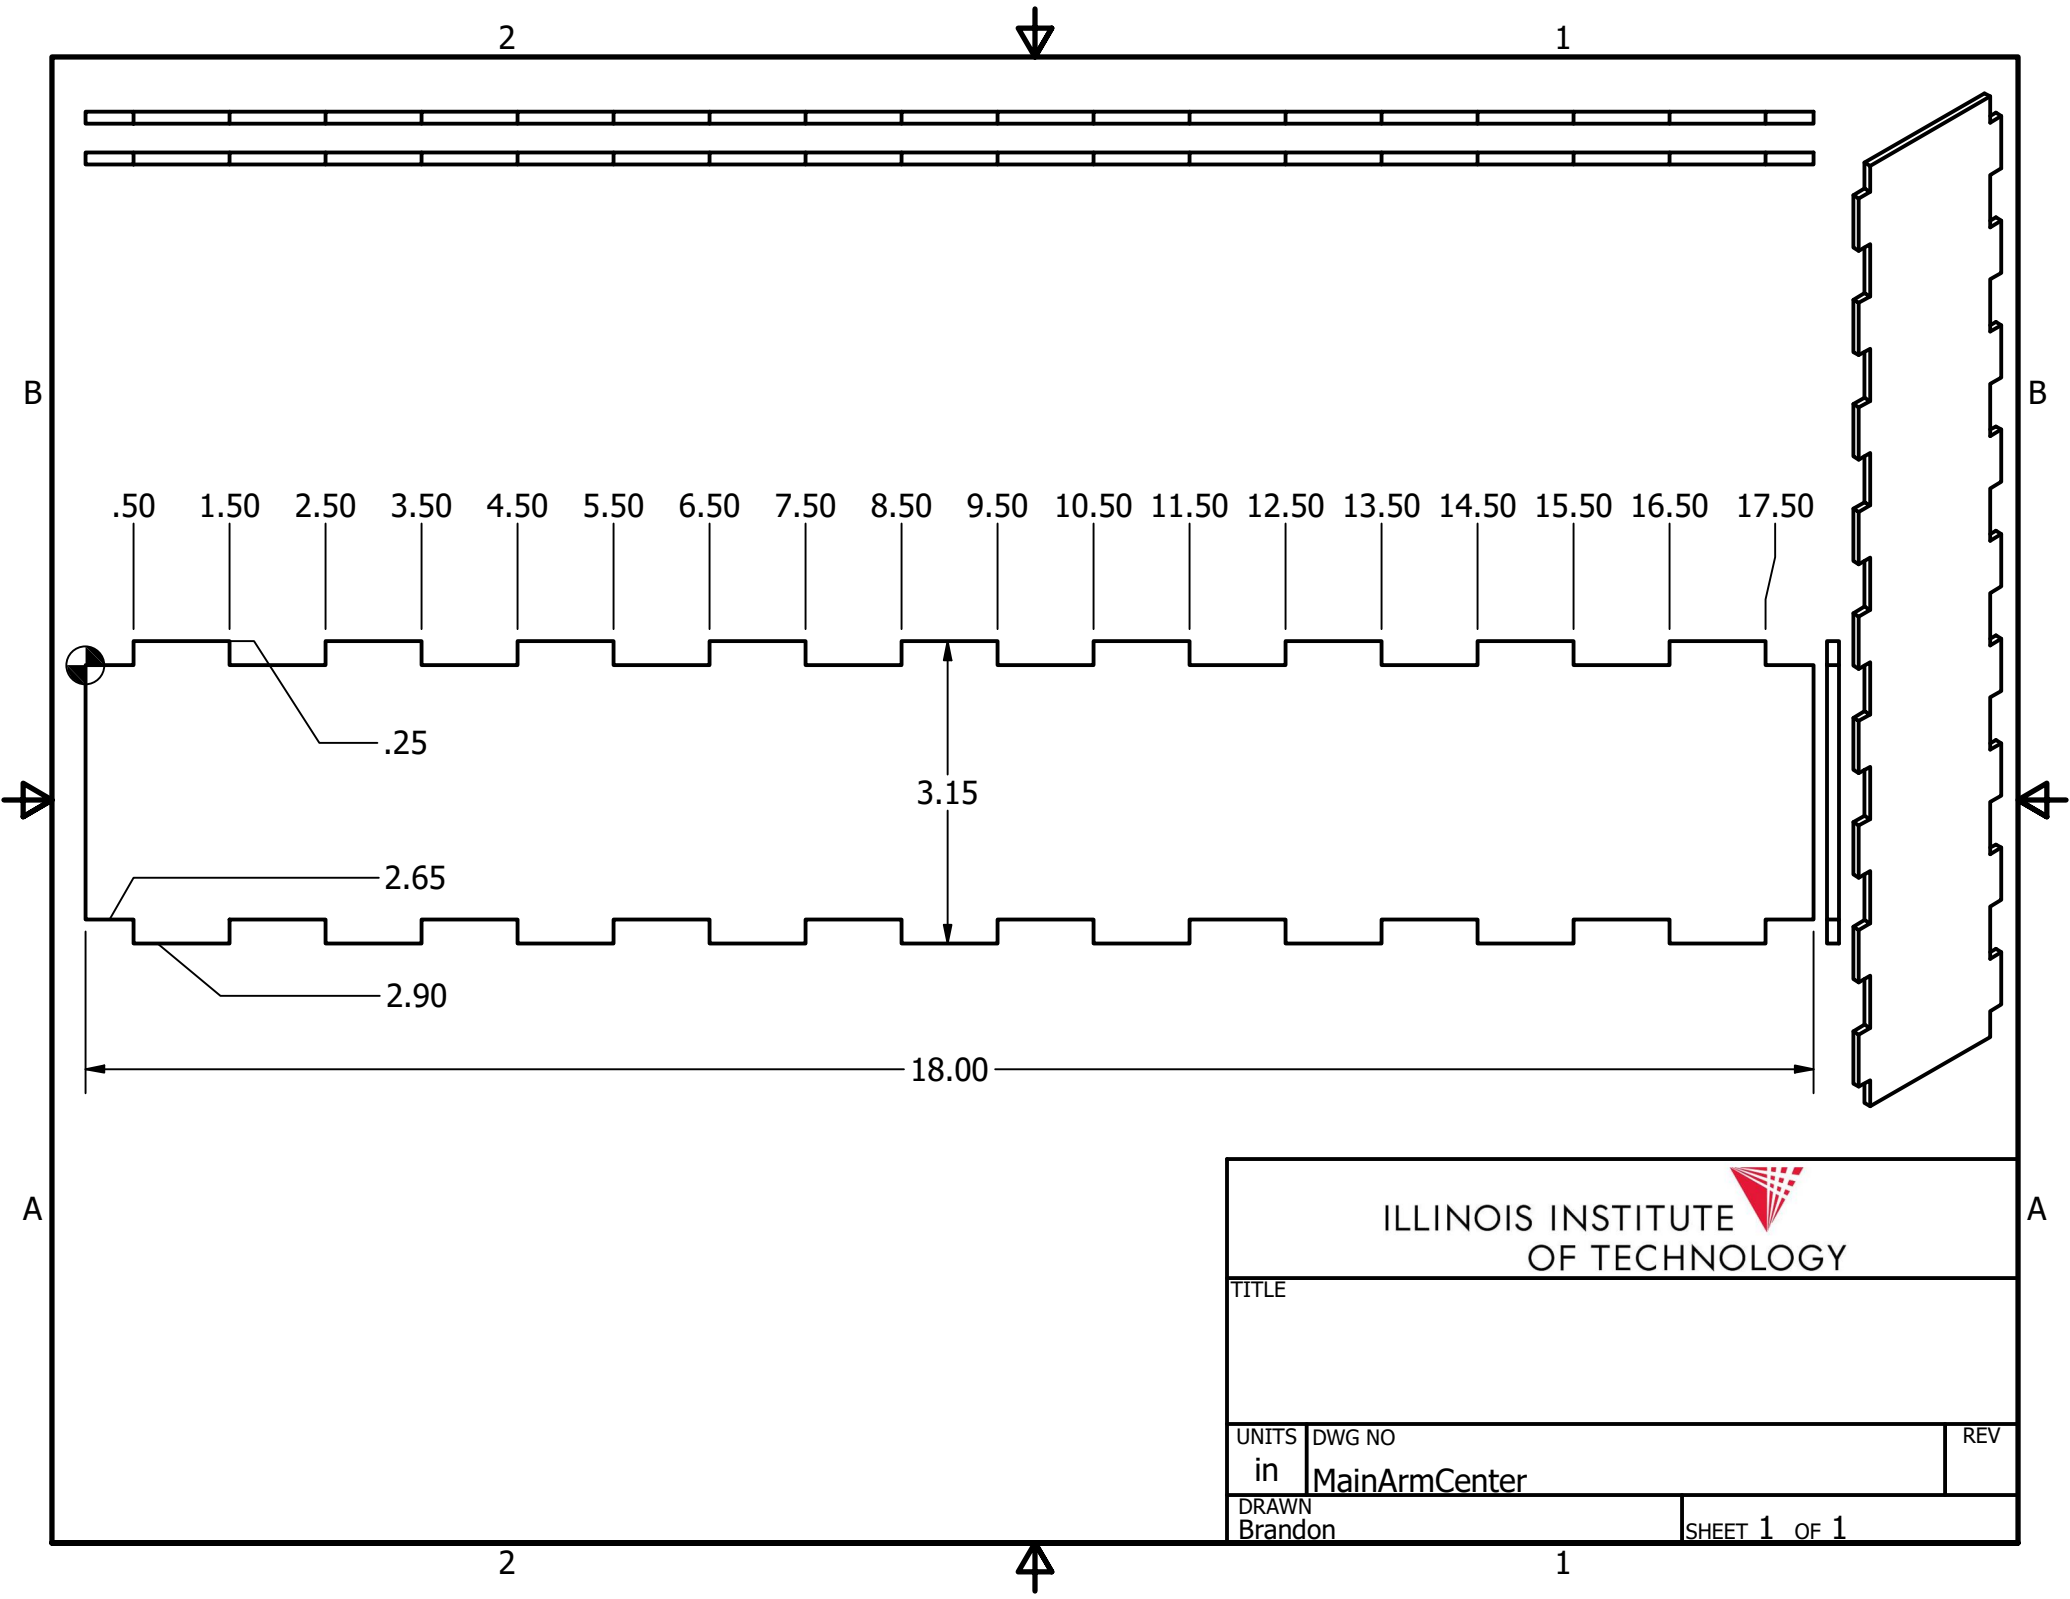 2 1
B B
.50 1.50 2.50 3.50 4.50 5.50 6.50 7.50 8.50 9.50 10.50 11.50 12.50 13.50 14.50 15.50 16.50 17.50
.25
3.15
2.65
2.90
18.00
A A
ILLINOIS INSTITUTE
OF TECHNOLOGY
TITLE
UNITS DWG NO REV
in MainArmCenter
DRAWN
Brandon SHEET 1 OF 1
2 1